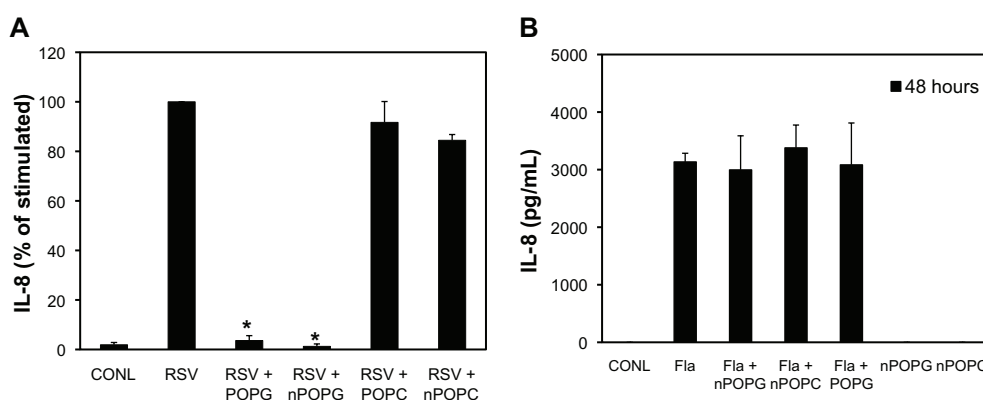 A
IL-8 (% of stimulated)
120
100
80
60
40
20
0
*
*
CONL
RSV
RSV +
POPG
RSV +
nPOPG
RSV +
POPC
RSV +
nPOPC
B
IL-8 (pg/mL)
5000
4000
3000
2000
1000
0
48 hours
CONL
Fla
Fla +
nPOPG
Fla +
nPOPC
Fla +
POPG
nPOPG
nPOPC